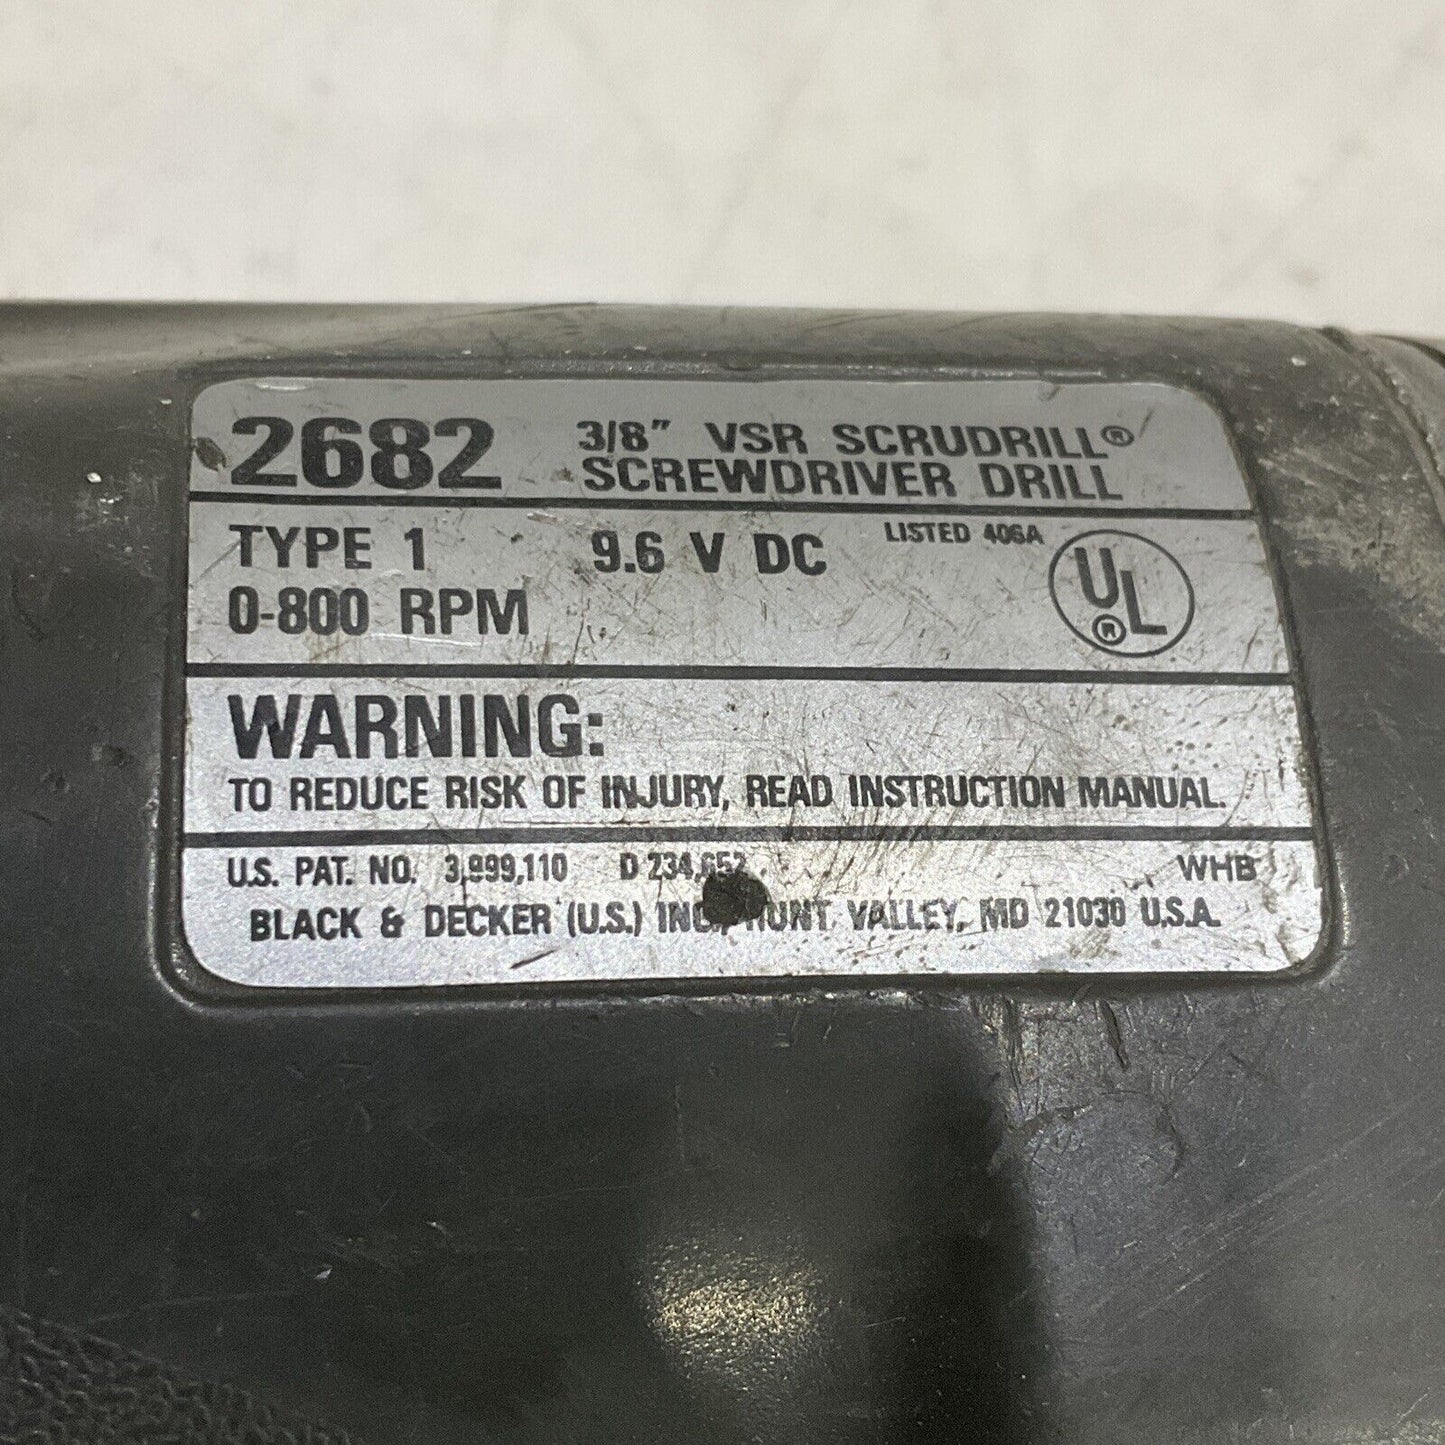 2682 3/8" VSR SCRUDRILL®
SCREWDRIVER DRILL
TYPE 1 9.6 V DC LISTED 406A
UL®
0-800 RPM
WARNING:
TO REDUCE RISK OF INJURY, READ INSTRUCTION MANUAL.
U.S. PAT. NO. 3,999,110 D 234,652 WHB
BLACK & DECKER (U.S.) INC. HUNT VALLEY, MD 21030 U.S.A.